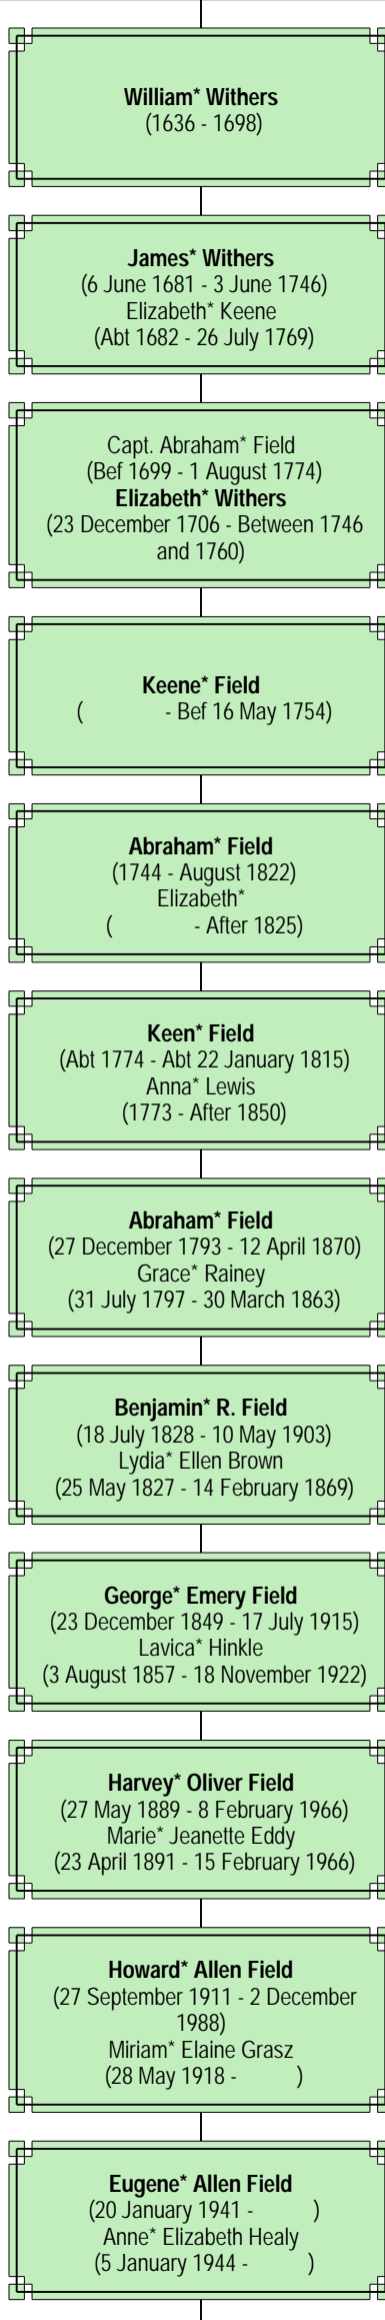 William* Withers
(1636 - 1698)
James* Withers
(6 June 1681 - 3 June 1746)
Elizabeth* Keene
(Abt 1682 - 26 July 1769)
Capt. Abraham* Field
(Bef 1699 - 1 August 1774)
Elizabeth* Withers
(23 December 1706 - Between 1746
and 1760)
Keene* Field
( - Bef 16 May 1754)
Abraham* Field
(1744 - August 1822)
Elizabeth*
( - After 1825)
Keen* Field
(Abt 1774 - Abt 22 January 1815)
Anna* Lewis
(1773 - After 1850)
Abraham* Field
(27 December 1793 - 12 April 1870)
Grace* Rainey
(31 July 1797 - 30 March 1863)
Benjamin* R. Field
(18 July 1828 - 10 May 1903)
Lydia* Ellen Brown
(25 May 1827 - 14 February 1869)
George* Emery Field
(23 December 1849 - 17 July 1915)
Lavica* Hinkle
(3 August 1857 - 18 November 1922)
Harvey* Oliver Field
(27 May 1889 - 8 February 1966)
Marie* Jeanette Eddy
(23 April 1891 - 15 February 1966)
Howard* Allen Field
(27 September 1911 - 2 December
1988)
Miriam* Elaine Grasz
(28 May 1918 - )
Eugene* Allen Field
(20 January 1941 - )
Anne* Elizabeth Healy
(5 January 1944 - )